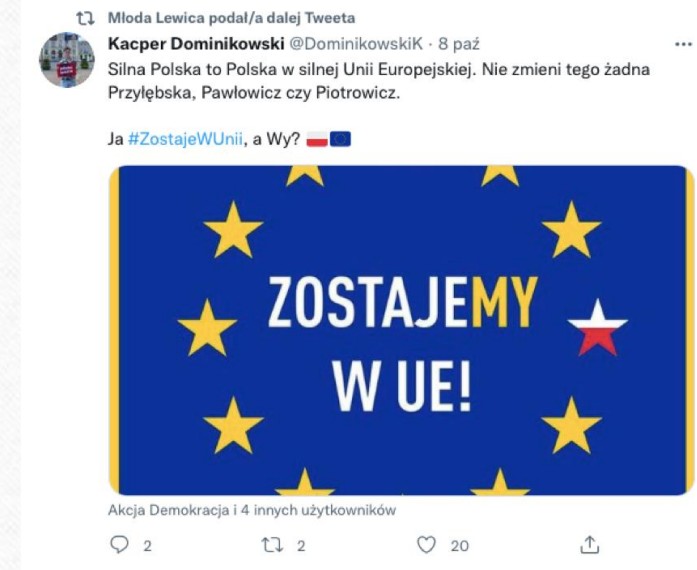 Młoda Lewica podał/a dalej Tweeta
Kacper Dominikowski @DominikowskiK · 8 paź
Silna Polska to Polska w silnej Unii Europejskiej. Nie zmieni tego żadna
Przyłębska, Pawłowicz czy Piotrowicz.
Ja #ZostajeWUnii, a Wy?
ZOSTAJEMY
W UE!
Akcja Demokracja i 4 innych użytkowników
2 2 20